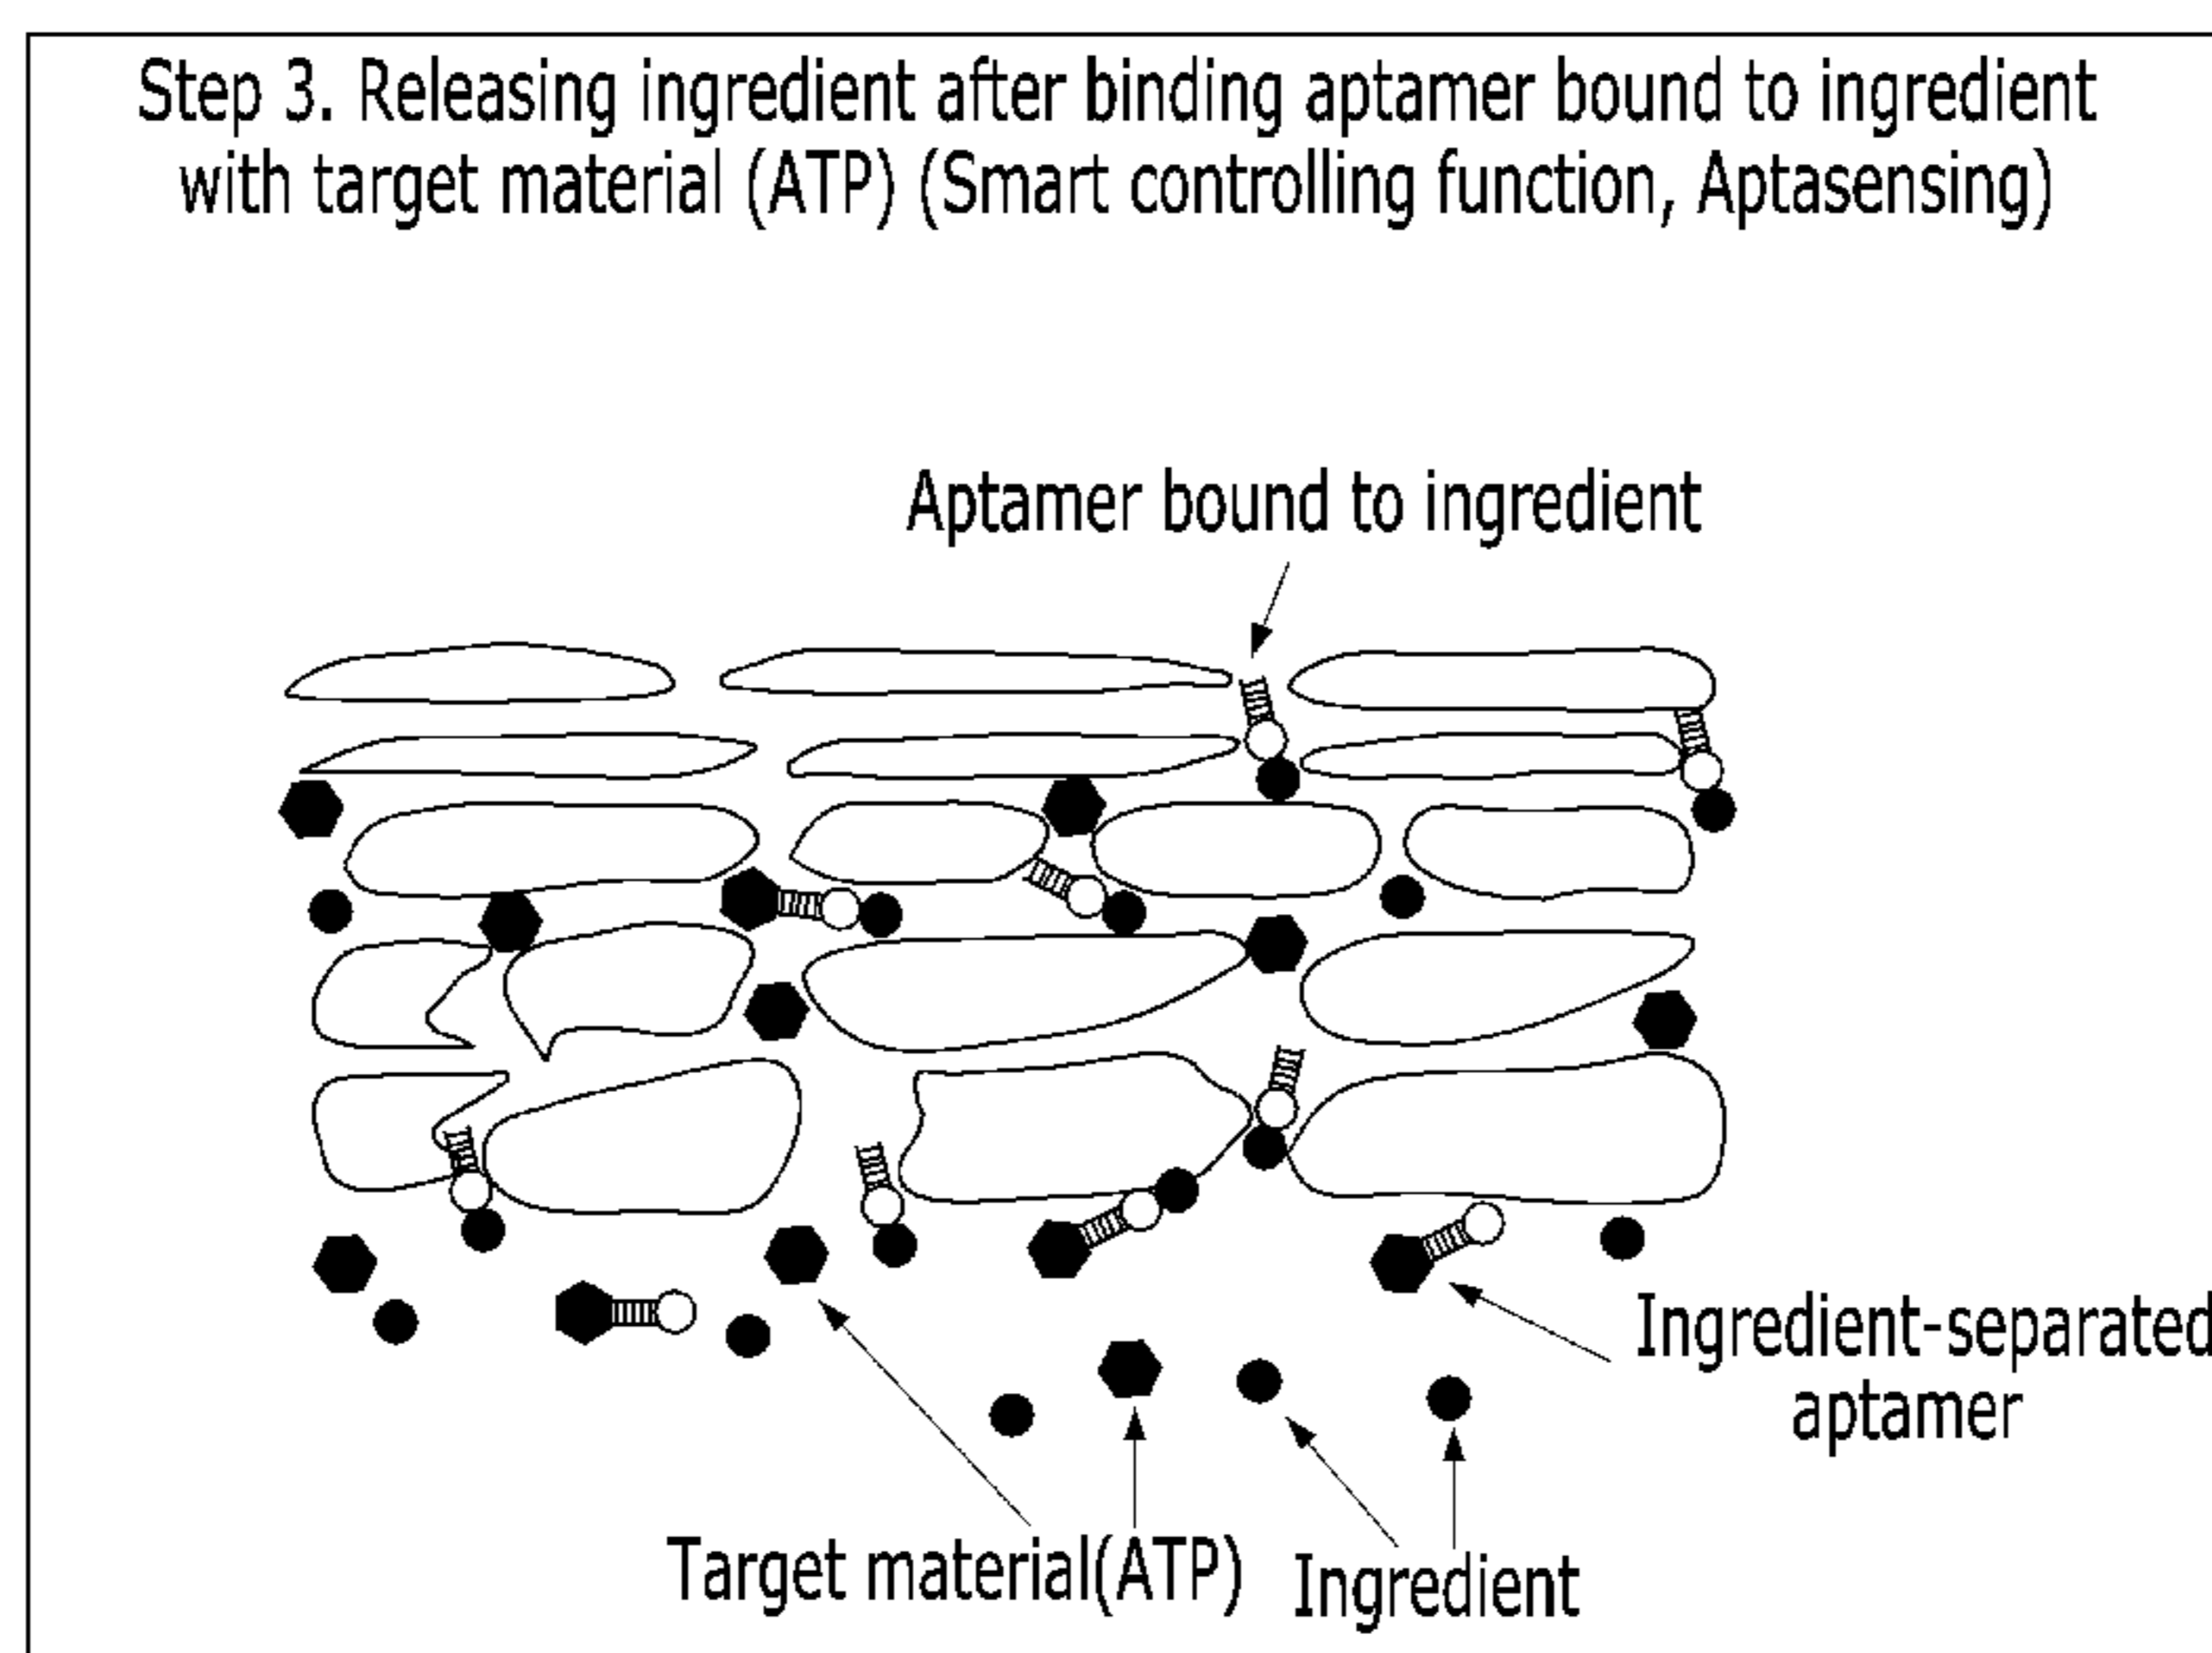 Step 3. Releasing ingredient after binding aptamer bound to ingredient
with target material (ATP) (Smart controlling function, Aptasensing)
Aptamer bound to ingredient
Ingredient-separated
aptamer
Target material(ATP)
Ingredient